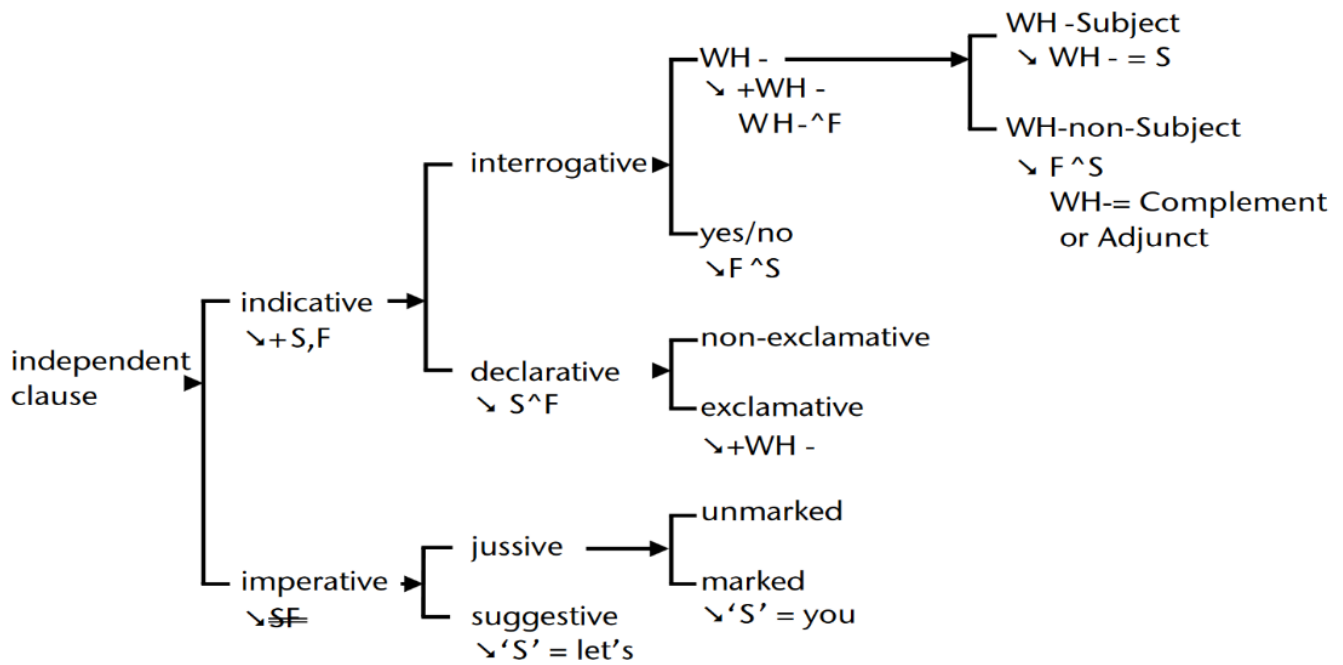 WH -Subject
↘ WH - = S
WH -
↘ +WH -
WH-^F
WH-non-Subject
↘ F ^S
WH-= Complement
or Adjunct
interrogative
yes/no
↘F ^S
indicative
↘+S,F
independent
clause
non-exclamative
declarative
↘ S^F
exclamative
↘+WH -
unmarked
jussive
imperative
↘SF
marked
↘‘S’ = you
suggestive
↘‘S’ = let’s